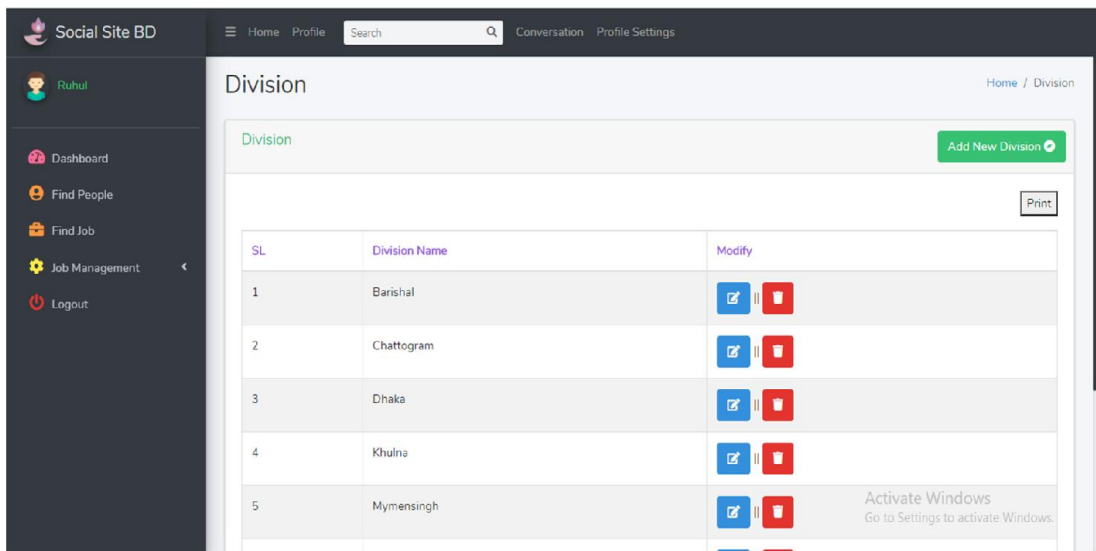 Social Site BD
Home Profile Search Conversation Profile Settings
Ruhul
Dashboard
Find People
Find Job
Job Management
Logout
Division
Home / Division
Division
Add New Division
Print
SL Division Name Modify
1 Barishal ||
2 Chattogram ||
3 Dhaka ||
4 Khulna ||
5 Mymensingh ||
Activate Windows
Go to Settings to activate Windows.